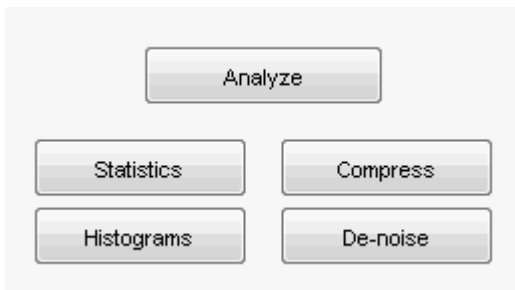 Analyze
Statistics
Compress
Histograms
De-noise